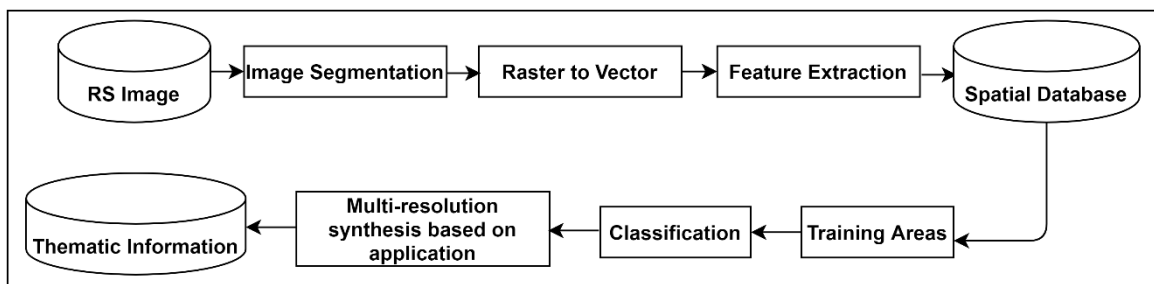 RS Image
Image Segmentation
Raster to Vector
Feature Extraction
Spatial Database
Training Areas
Classification
Multi-resolution
synthesis based on
application
Thematic Information